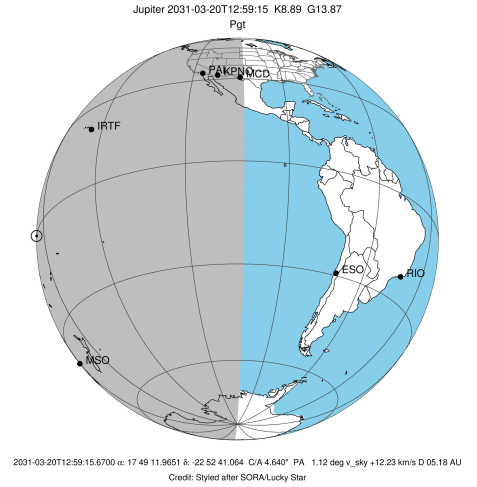 Jupiter 2031-03-20T12:59:15 K8.89 G13.87
Pgt
PAL KPNO MCD
IRTF
ESO
RIO
MSO
2031-03-20T12:59:15.6700 α: 17 49 11.9651 δ: -22 52 41.064 C/A 4.640" PA 1.12 deg v_sky +12.23 km/s D 05.18 AU
Credit: Styled after SORA/Lucky Star